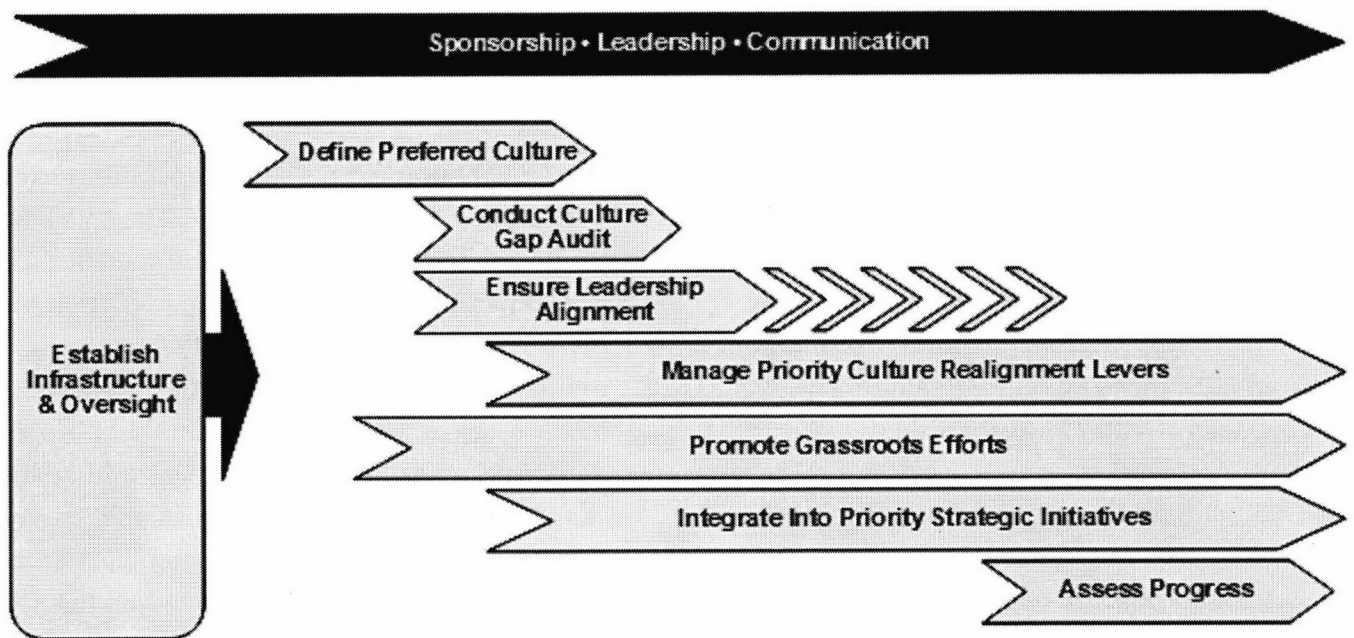 Sponsorship • Leadership • Communication
Define Preferred Culture
Conduct Culture
Gap Audit
Ensure Leadership
Alignment
Establish
Infrastructure
& Oversight
Manage Priority Culture Realignment Levers
Promote Grassroots Efforts
Integrate Into Priority Strategic Initiatives
Assess Progress